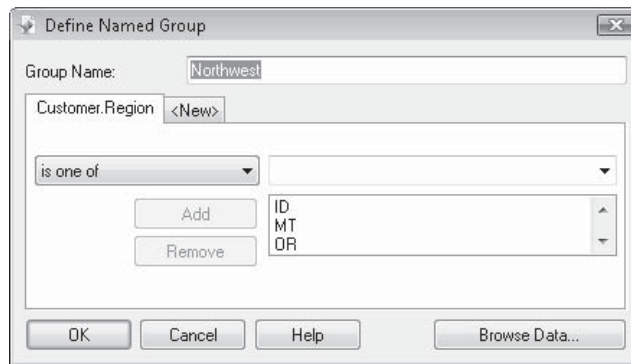 Define Named Group
Group Name: Northwest
Customer.Region <New>
is one of
Add
Remove
ID
MT
OR
OK Cancel Help Browse Data...